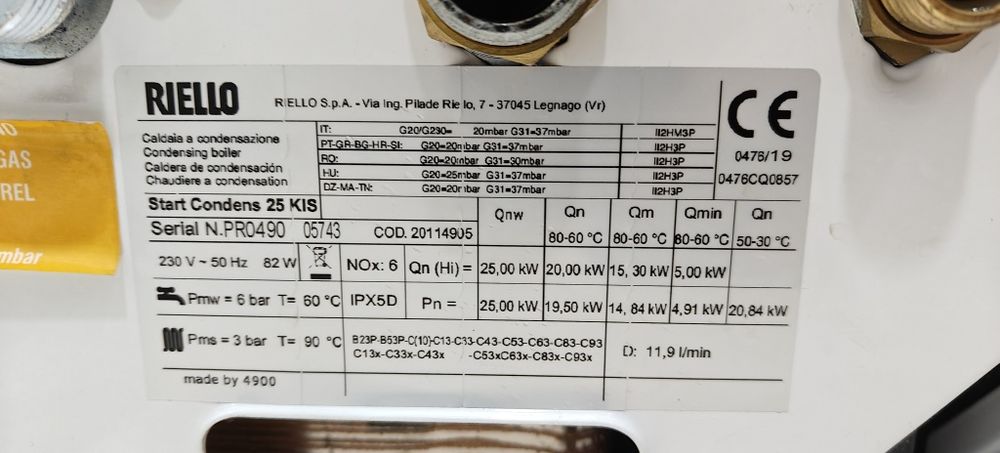 NO
GAS
REL
mbar
RIELLO
RIELLO S.p.A. - Via Ing. Pilade Riello, 7 - 37045 Legnago (Vr)
CE
0476/19
0476CQ0857
Caldaia a condensazione
Condensing boiler
Caldera de condensación
Chaudiere a condensation
IT: G20/G230= 20mbar G31=37mbar II2HM3P
PT-GR-BG-HR-SI: G20=20mbar G31=37mbar II2H3P
RO: G20=20mbar G31=30mbar II2H3P
HU: G20=25mbar G31=37mbar II2H3P
DZ-MA-TN: G20=20mbar G31=37mbar II2H3P
Start Condens 25 KIS
Serial N.PR0490 05743 COD. 20114905
Qnw Qn Qm Qmin Qn
80-60 °C 80-60 °C 80-60 °C 50-30 °C
230 V ~ 50 Hz 82 W NOx: 6 Qn (Hi) = 25,00 kW 20,00 kW 15, 30 kW 5,00 kW
Pmw = 6 bar T= 60 °C IPX5D Pn = 25,00 kW 19,50 kW 14, 84 kW 4,91 kW 20,84 kW
Pms = 3 bar T= 90 °C
B23P-B53P-C(10)-C13-C33-C43-C53-C63-C83-C93
C13x-C33x-C43x -C53xC63x-C83x-C93x
D: 11,9 l/min
made by 4900